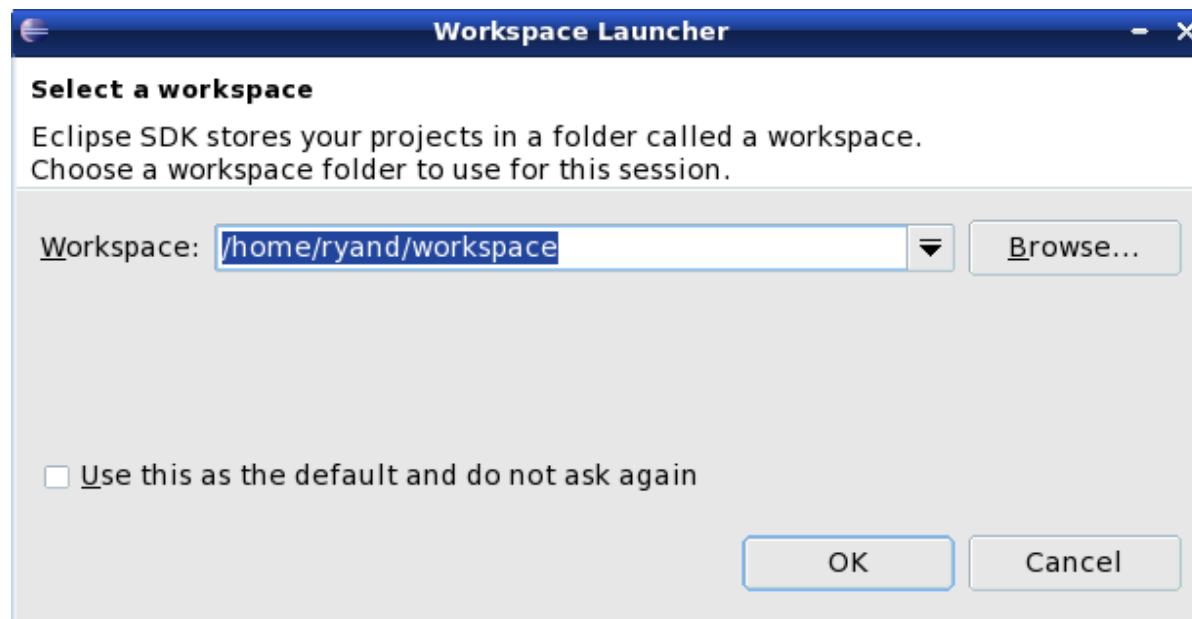 Workspace Launcher
Select a workspace
Eclipse SDK stores your projects in a folder called a workspace.
Choose a workspace folder to use for this session.
Workspace: /home/ryand/workspace Browse...
Use this as the default and do not ask again
OK Cancel